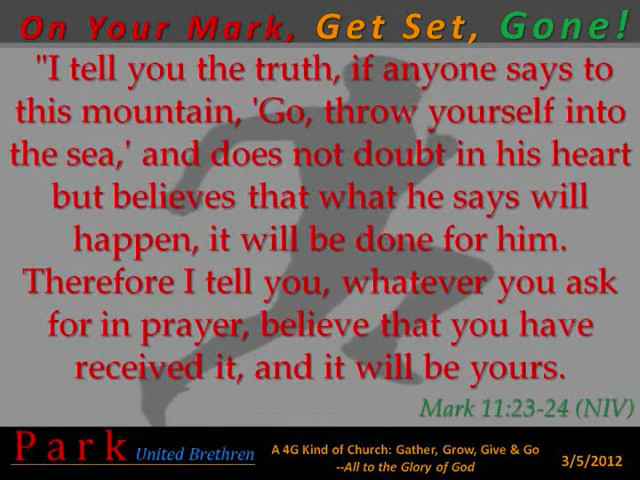 On Your Mark, Get Set, Gone!
"I tell you the truth, if anyone says to
this mountain, 'Go, throw yourself into
the sea,' and does not doubt in his heart
but believes that what he says will
happen, it will be done for him.
Therefore I tell you, whatever you ask
for in prayer, believe that you have
received it, and it will be yours.
Mark 11:23-24 (NIV)
Park United Brethren
A 4G Kind of Church: Gather, Grow, Give & Go
--All to the Glory of God
3/5/2012